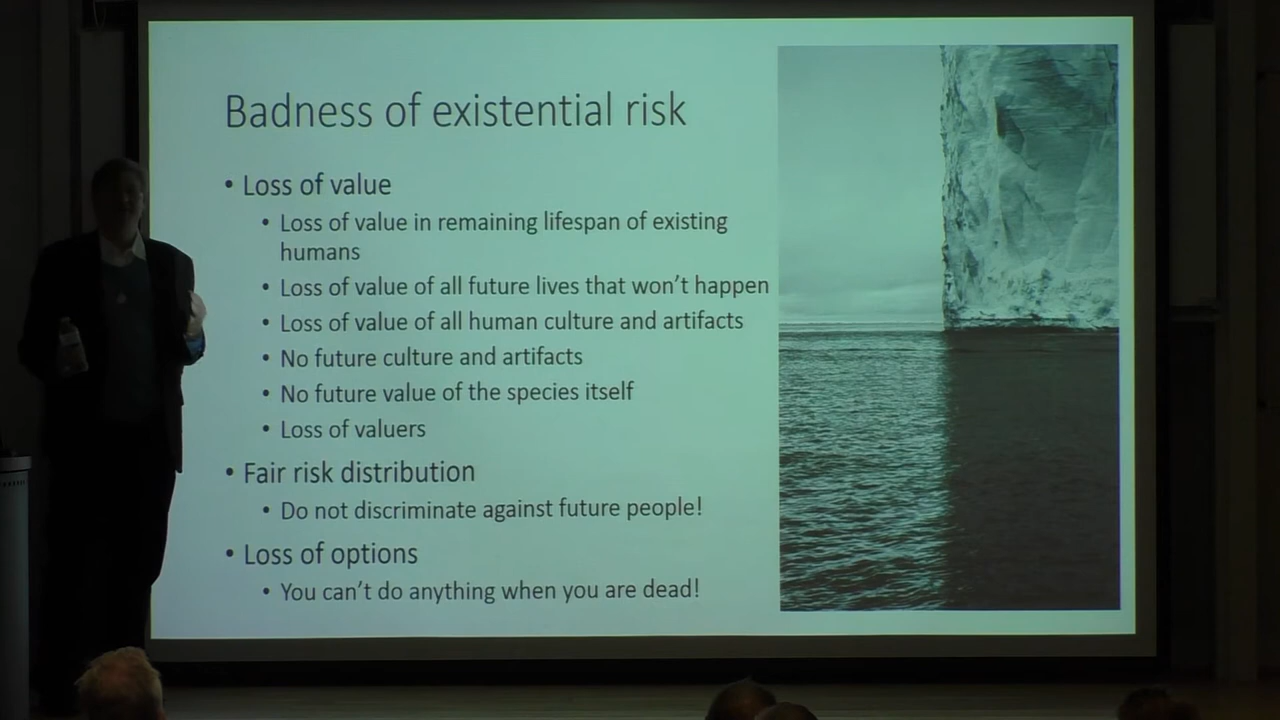 Badness of existential risk
• Loss of value
• Loss of value in remaining lifespan of existing
humans
• Loss of value of all future lives that won't happen
• Loss of value of all human culture and artifacts
• No future culture and artifacts
• No future value of the species itself
• Loss of valuers
• Fair risk distribution
• Do not discriminate against future people!
• Loss of options
• You can't do anything when you are dead!